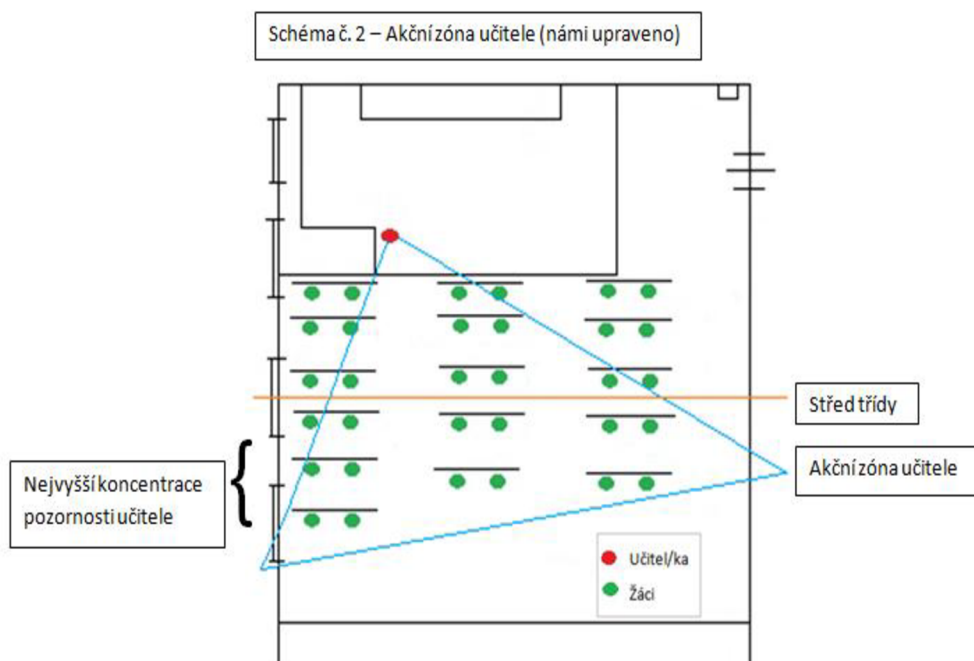 Schéma č. 2 – Akční zóna učitele (námi upraveno)
Střed třídy
Akční zóna učitele
Nejvyšší koncentrace
pozornosti učitele
Učitel/ka
Žáci